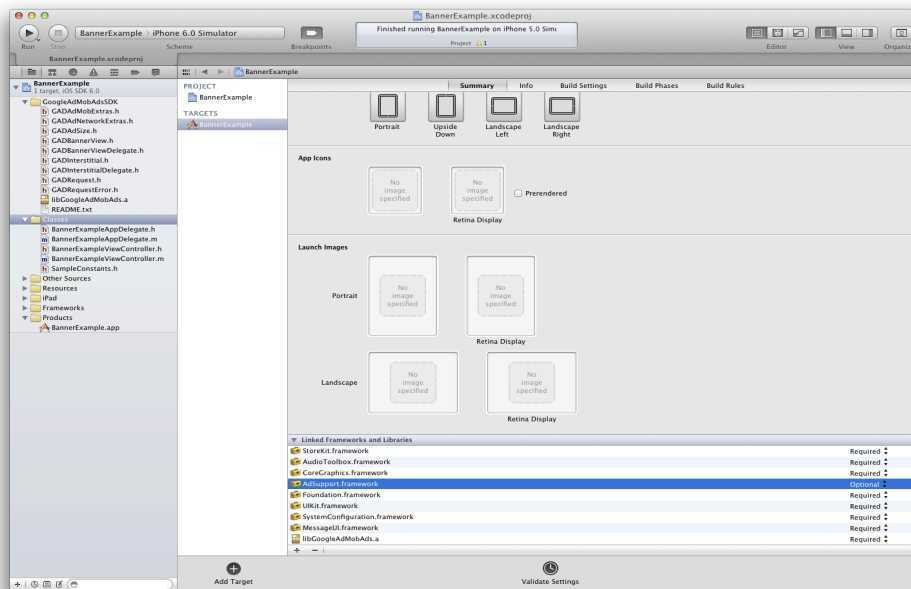 BannerExample.xcodeproj
BannerExample
iPhone 6.0 Simulator
Finished running BannerExample on iPhone 5.0 Simu
Project 1
Run
Stop
Scheme
Breakpoints
Editor
View
Organiz
BannerExample.xcodeproj
BannerExample
BannerExample
1 target, iOS SDK 6.0
GoogleAdMobAdsSDK
h GADAdMobExtras.h
h GADAdNetworkExtras.h
h GADAdSize.h
h GADBannerView.h
h GADBannerViewDelegate.h
h GADInterstitial.h
h GADInterstitialDelegate.h
h GADRequest.h
h GADRequestError.h
libGoogleAdMobAds.a
README.txt
Classes
h BannerExampleAppDelegate.h
m BannerExampleAppDelegate.m
h BannerExampleViewController.h
m BannerExampleViewController.m
h SampleConstants.h
Other Sources
Resources
iPad
Frameworks
Products
BannerExample.app
PROJECT
BannerExample
TARGETS
BannerExample
Summary
Info
Build Settings
Build Phases
Build Rules
Portrait
Upside Down
Landscape Left
Landscape Right
App Icons
No image specified
No image specified
Prerendered
Retina Display
Launch Images
Portrait
No image specified
No image specified
Retina Display
Landscape
No image specified
No image specified
Retina Display
Linked Frameworks and Libraries
StoreKit.framework Required
AudioToolbox.framework Required
CoreGraphics.framework Required
AdSupport.framework Optional
Foundation.framework Required
UIKit.framework Required
SystemConfiguration.framework Required
MessageUI.framework Required
libGoogleAdMobAds.a Required
Add Target
Validate Settings